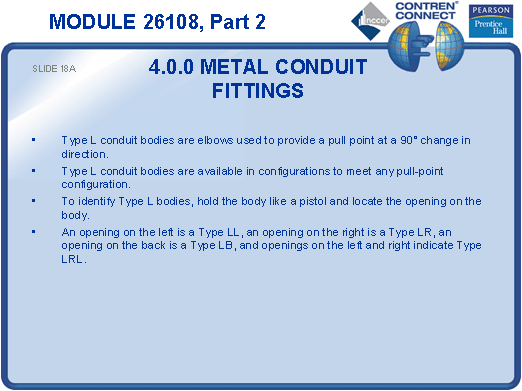 MODULE 26108, Part 2
nccer
CONTREN®
CONNECT
PEARSON
Prentice
Hall
SLIDE 18A
4.0.0 METAL CONDUIT
FITTINGS
• Type L conduit bodies are elbows used to provide a pull point at a 90° change in
direction.
• Type L conduit bodies are available in configurations to meet any pull-point
configuration.
• To identify Type L bodies, hold the body like a pistol and locate the opening on the
body.
• An opening on the left is a Type LL, an opening on the right is a Type LR, an
opening on the back is a Type LB, and openings on the left and right indicate Type
LRL.